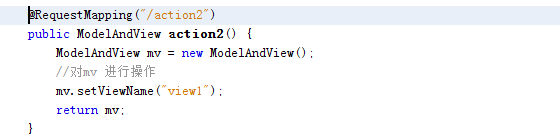 @RequestMapping("/action2")
public ModelAndView action2() {
ModelAndView mv = new ModelAndView();
//对mv 进行操作
mv.setViewName("view1");
return mv;
}